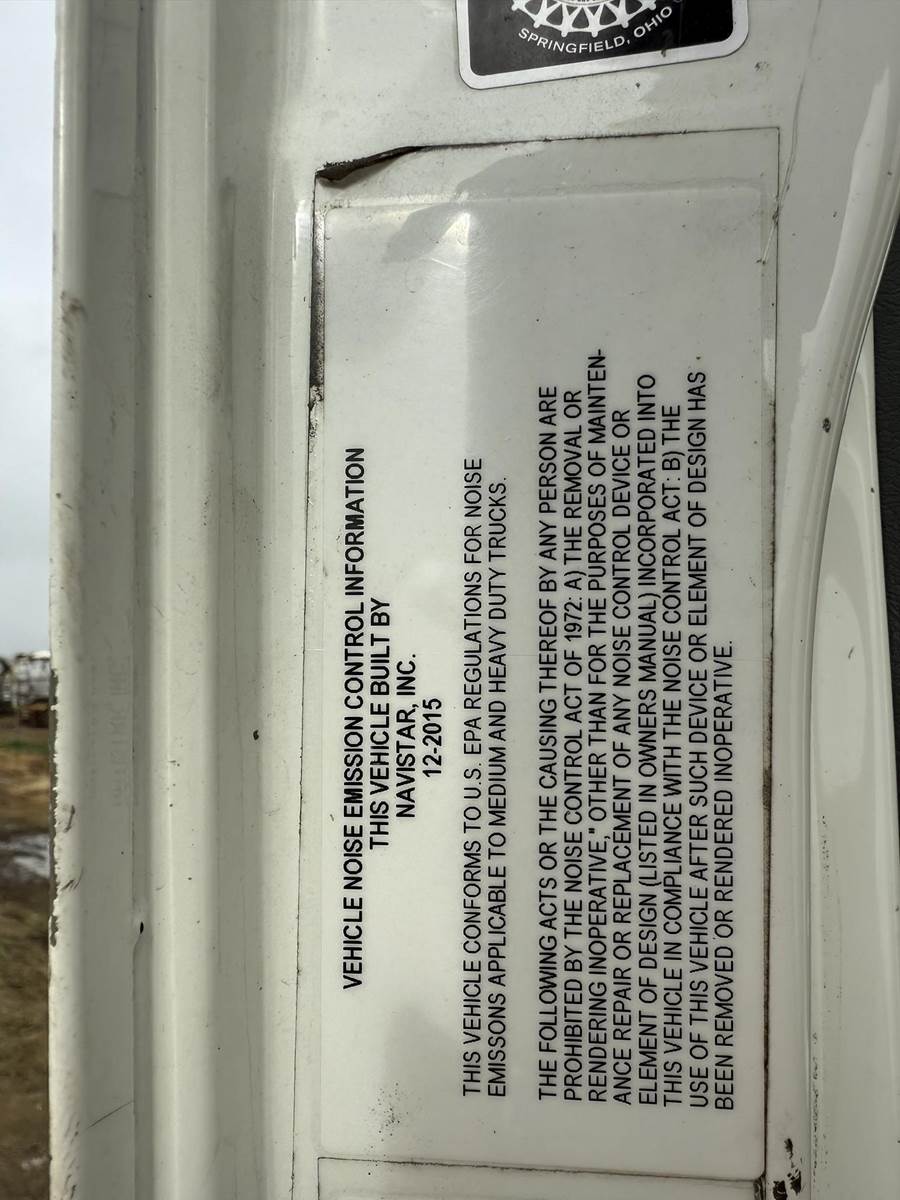 SPRINGFIELD, OHIO
VEHICLE NOISE EMISSION CONTROL INFORMATION
THIS VEHICLE BUILT BY
NAVISTAR, INC.
12-2015
THIS VEHICLE CONFORMS TO U.S. EPA REGULATIONS FOR NOISE
EMISSONS APPLICABLE TO MEDIUM AND HEAVY DUTY TRUCKS.
THE FOLLOWING ACTS OR THE CAUSING THEREOF BY ANY PERSON ARE
PROHIBITED BY THE NOISE CONTROL ACT OF 1972: A) THE REMOVAL OR
RENDERING INOPERATIVE," OTHER THAN FOR THE PURPOSES OF MAINTEN-
ANCE REPAIR OR REPLACEMENT OF ANY NOISE CONTROL DEVICE OR
ELEMENT OF DESIGN (LISTED IN OWNERS MANUAL) INCORPORATED INTO
THIS VEHICLE IN COMPLIANCE WITH THE NOISE CONTROL ACT: B) THE
USE OF THIS VEHICLE AFTER SUCH DEVICE OR ELEMENT OF DESIGN HAS
BEEN REMOVED OR RENDERED INOPERATIVE.